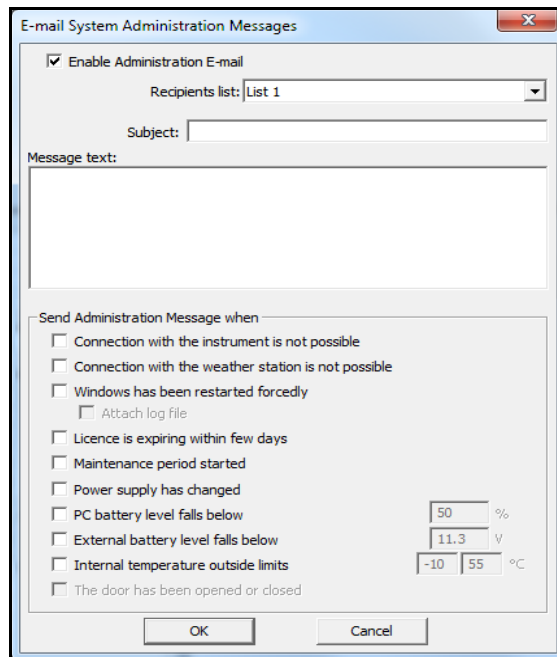 E-mail System Administration Messages
Enable Administration E-mail
Recipients list: List 1
Subject:
Message text:
Send Administration Message when
Connection with the instrument is not possible
Connection with the weather station is not possible
Windows has been restarted forcedly
Attach log file
Licence is expiring within few days
Maintenance period started
Power supply has changed
PC battery level falls below 50 %
External battery level falls below 11.3 V
Internal temperature outside limits -10 55 °C
The door has been opened or closed
OK Cancel